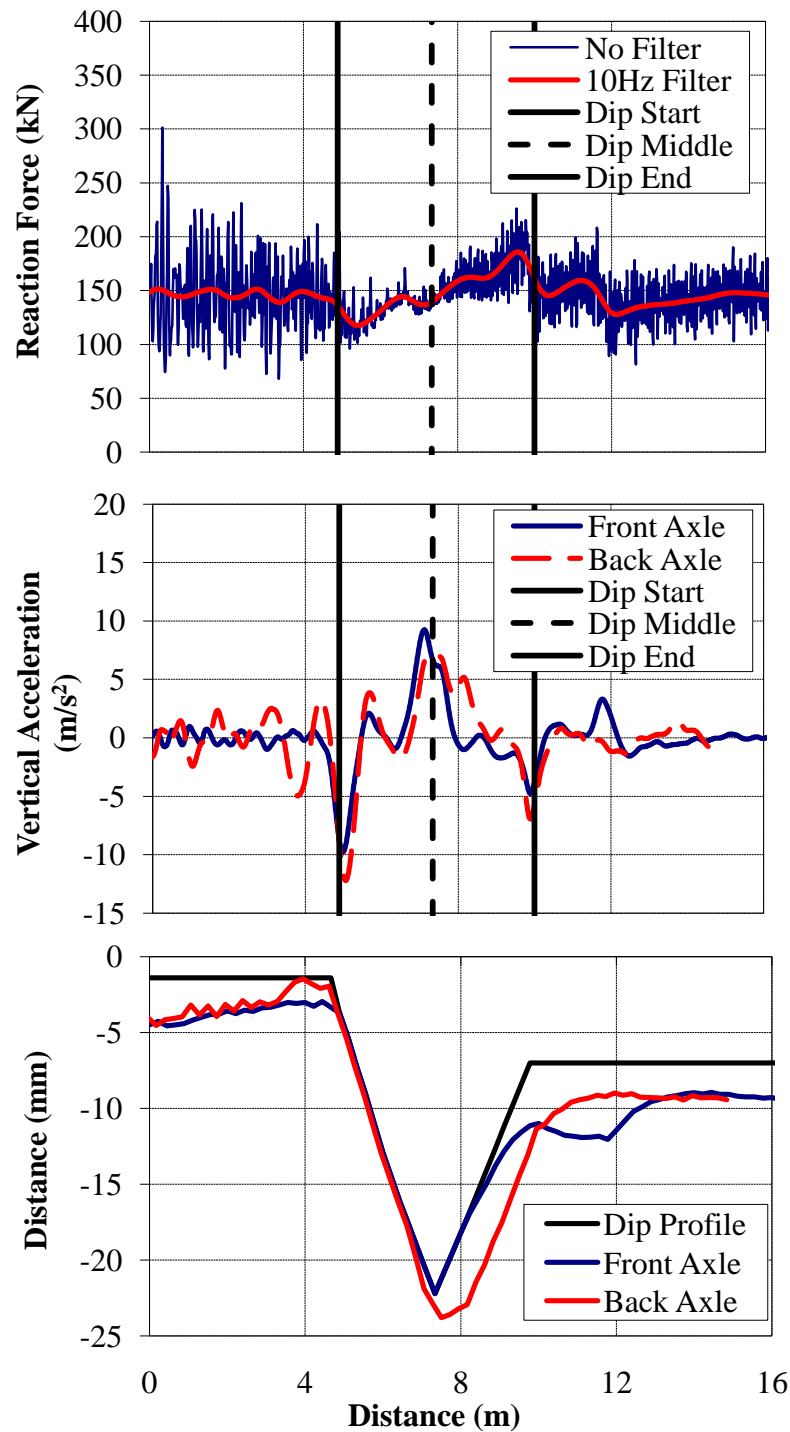 400
350
300
250
200
150
100
50
0
Reaction Force (kN)
No Filter
10Hz Filter
Dip Start
Dip Middle
Dip End
20
15
10
5
0
-5
-10
-15
Vertical Acceleration
(m/s²)
Front Axle
Back Axle
Dip Start
Dip Middle
Dip End
0
-5
-10
-15
-20
-25
Distance (mm)
Dip Profile
Front Axle
Back Axle
0 4 8 12 16
Distance (m)